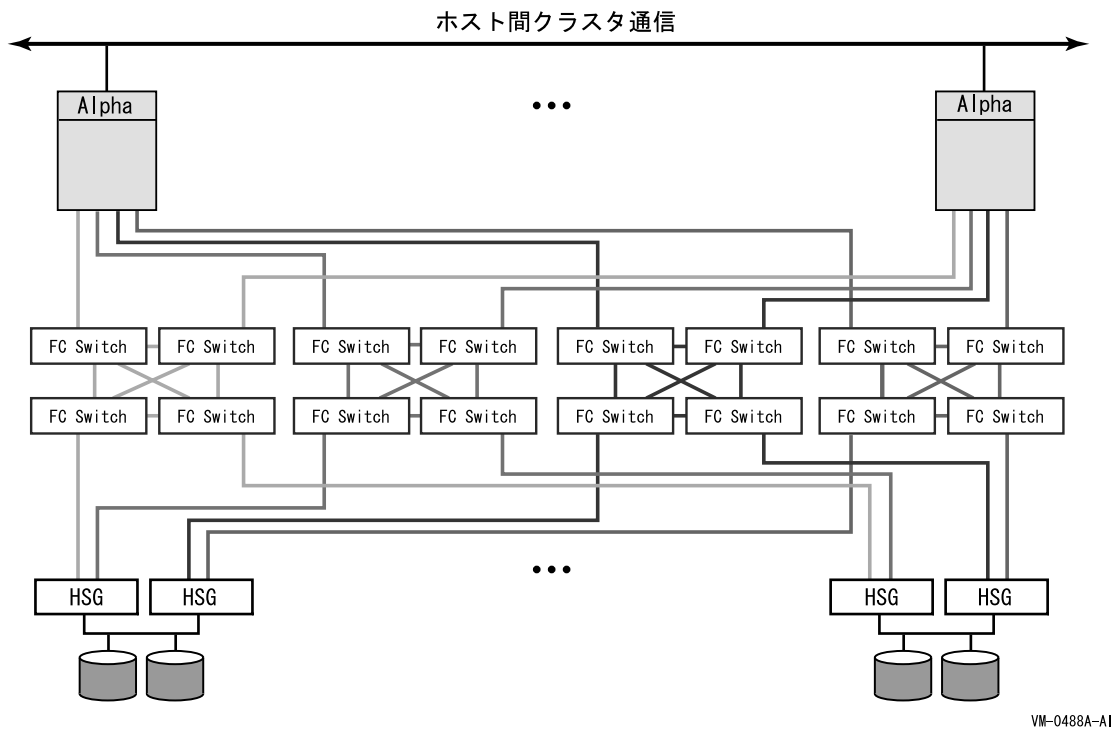 ホスト間クラスタ通信
Alpha
•••
Alpha
FC Switch FC Switch FC Switch FC Switch FC Switch FC Switch FC Switch FC Switch
FC Switch FC Switch FC Switch FC Switch FC Switch FC Switch FC Switch FC Switch
•••
HSG HSG HSG HSG
VM-0488A-AI